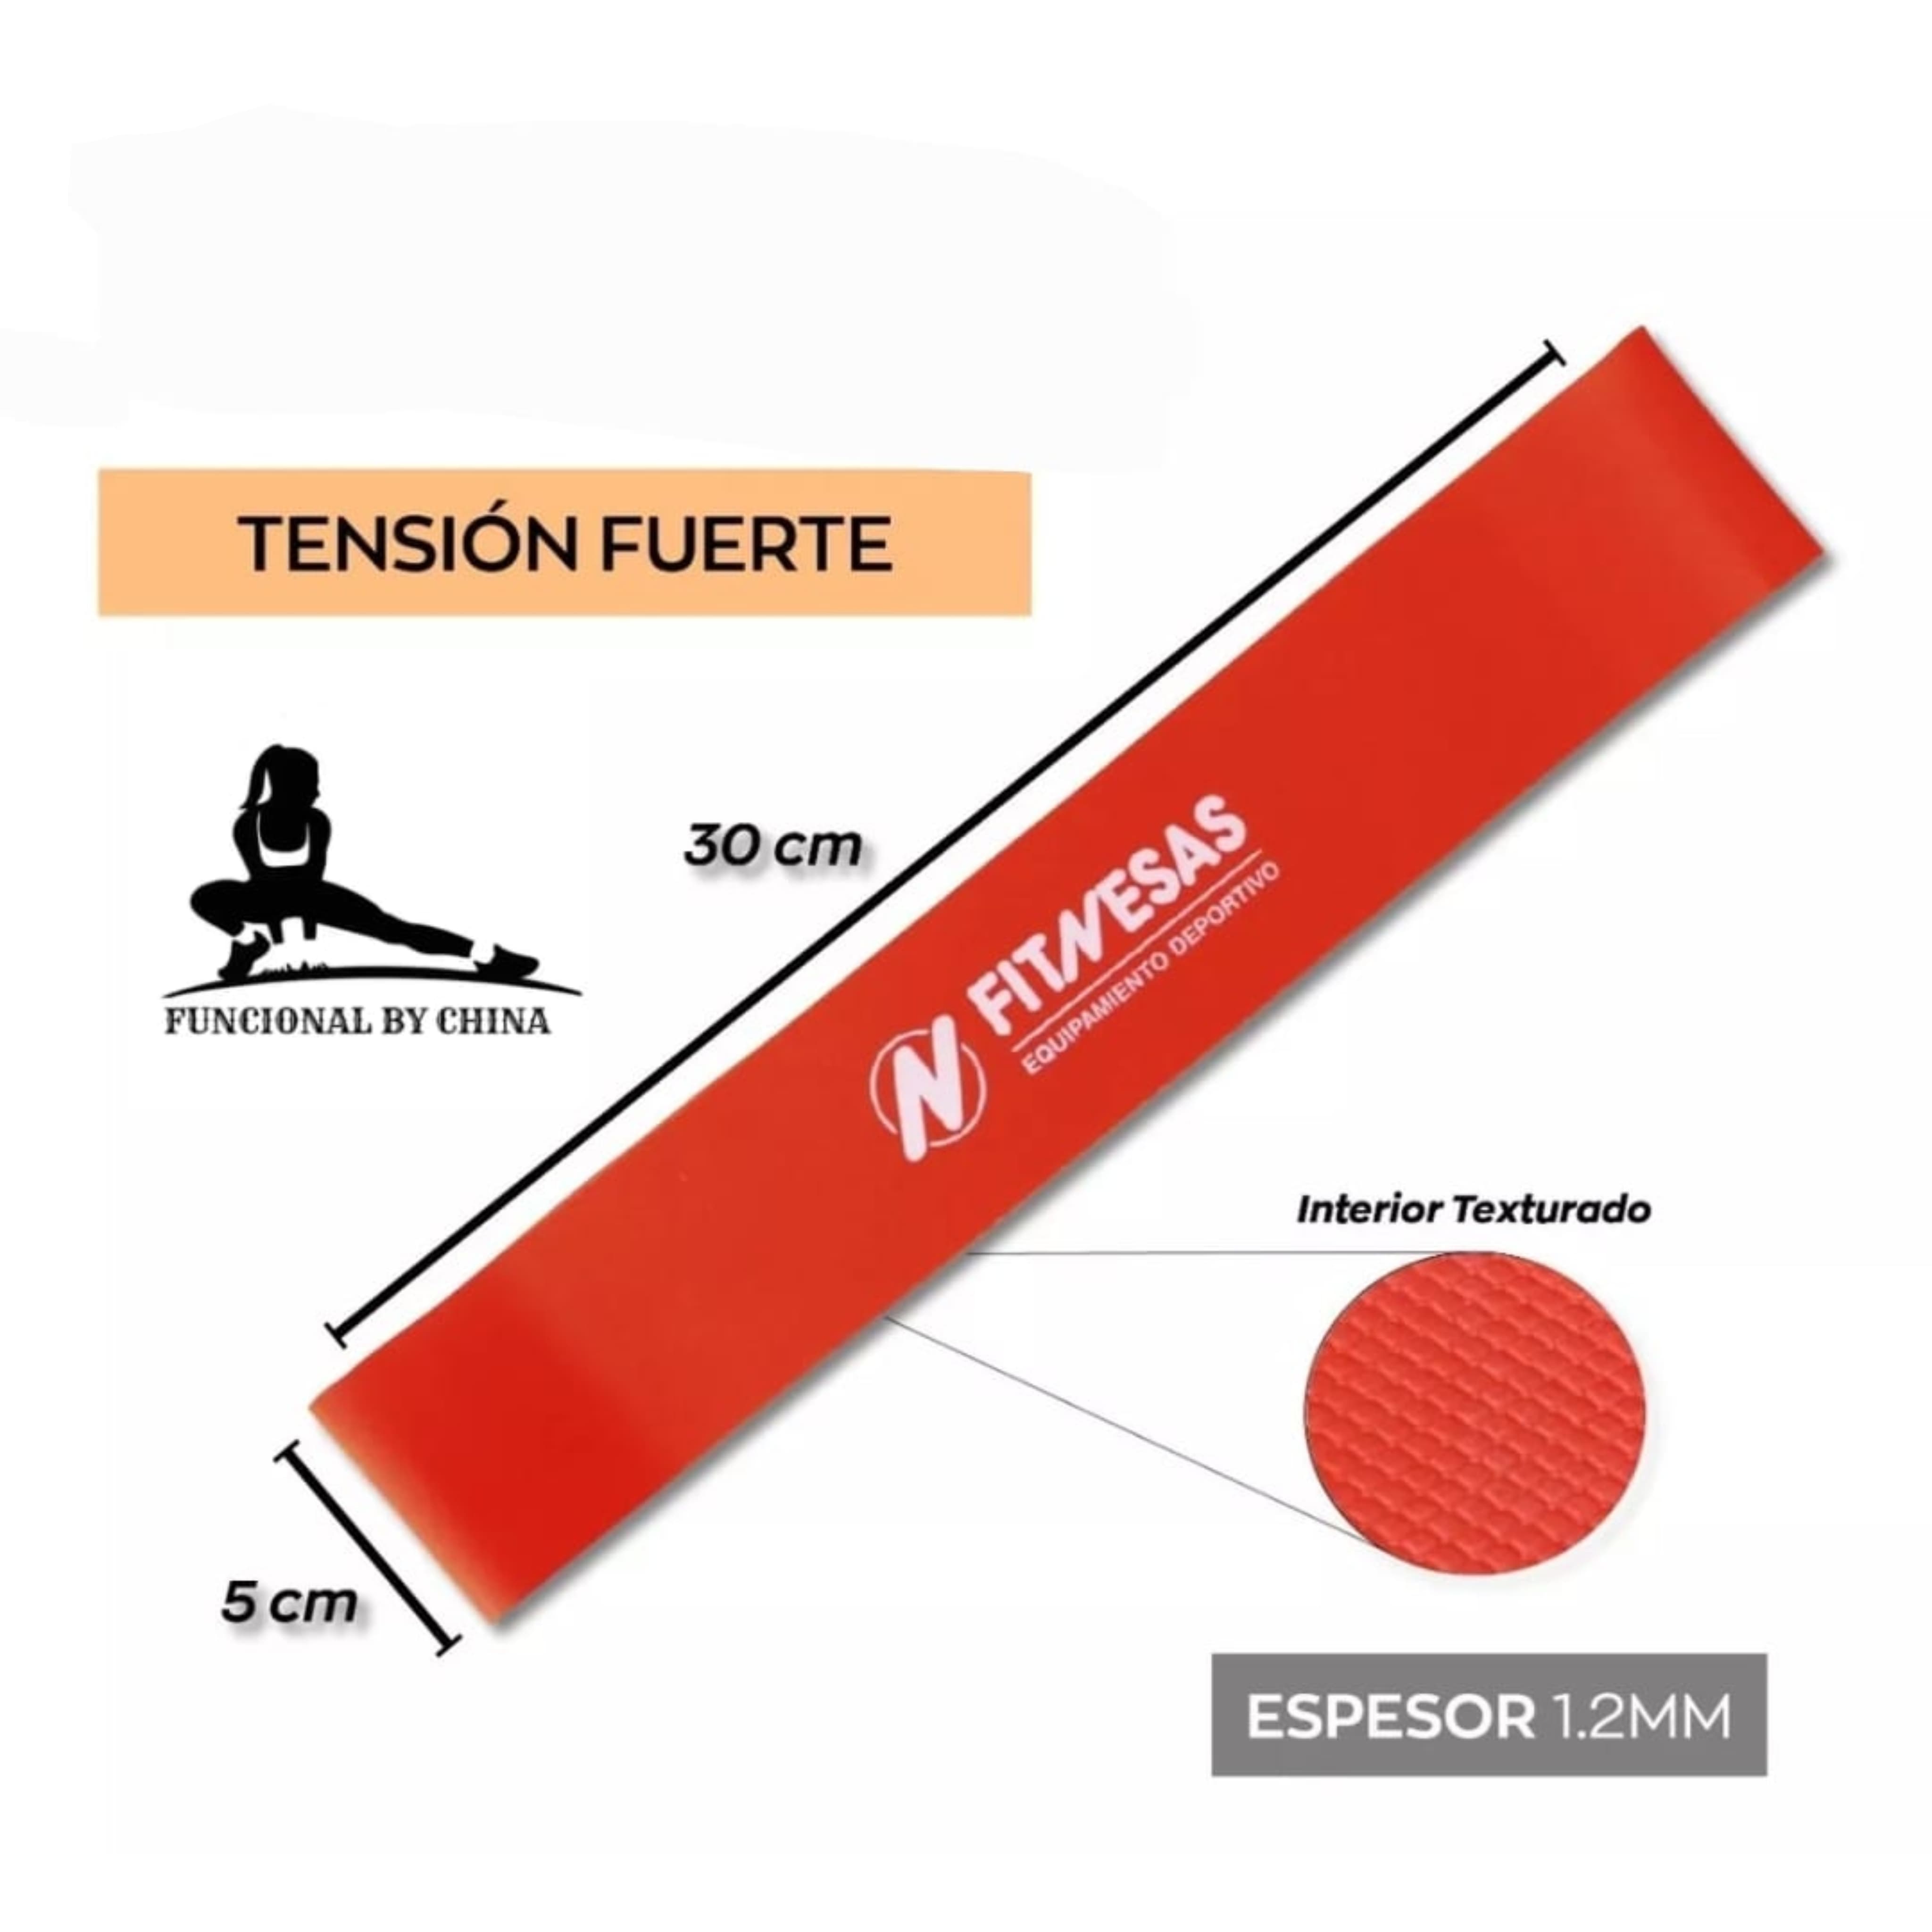 TENSIÓN FUERTE
30 cm
FUNCIONAL BY CHINA
N
FITNESAS
EQUIPAMIENTO DEPORTIVO
Interior Texturado
5 cm
ESPESOR 1.2MM